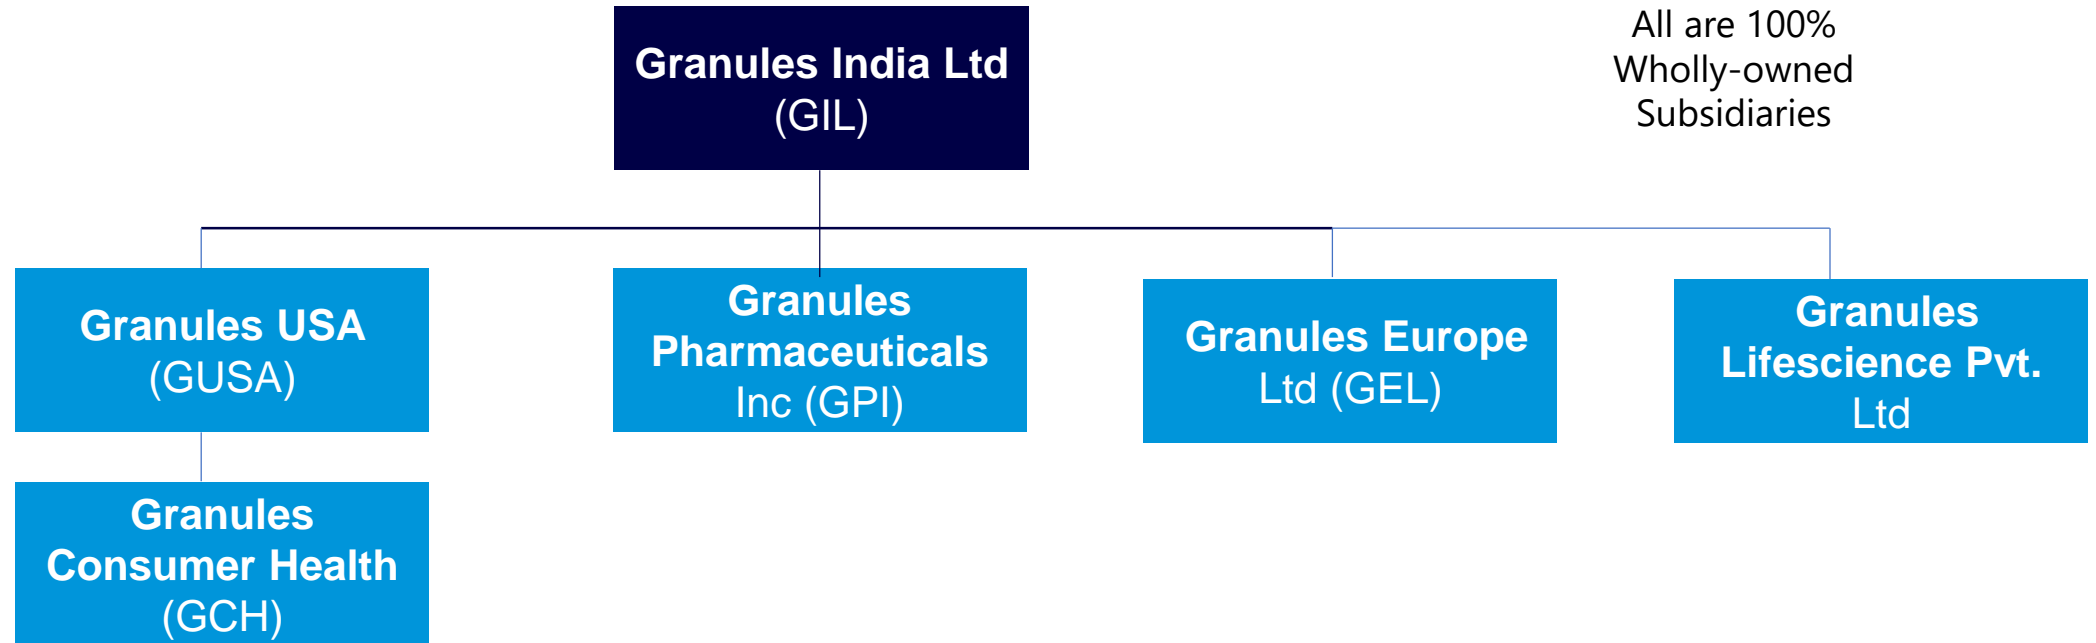 Granules India Ltd
(GIL)
All are 100%
Wholly-owned
Subsidiaries
Granules USA
(GUSA)
Granules
Pharmaceuticals
Inc (GPI)
Granules Europe
Ltd (GEL)
Granules
Lifescience Pvt.
Ltd
Granules
Consumer Health
(GCH)